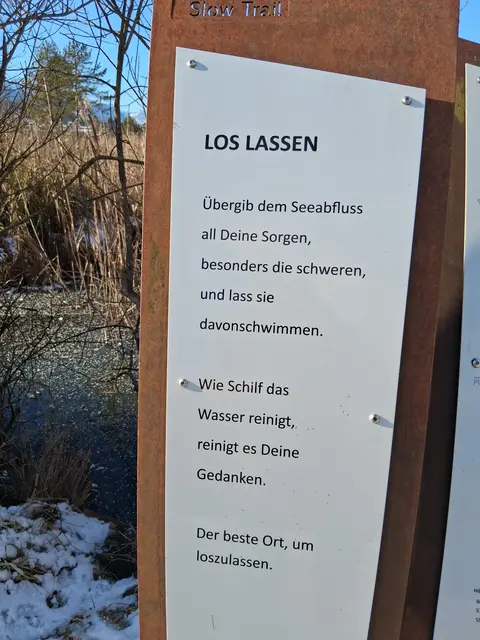 Slow Trail
LOS LASSEN
Übergib dem Seeabfluss
all Deine Sorgen,
besonders die schweren,
und lass sie
davonschwimmen.
Wie Schilf das
Wasser reinigt,
reinigt es Deine
Gedanken.
Der beste Ort, um
loszulassen.